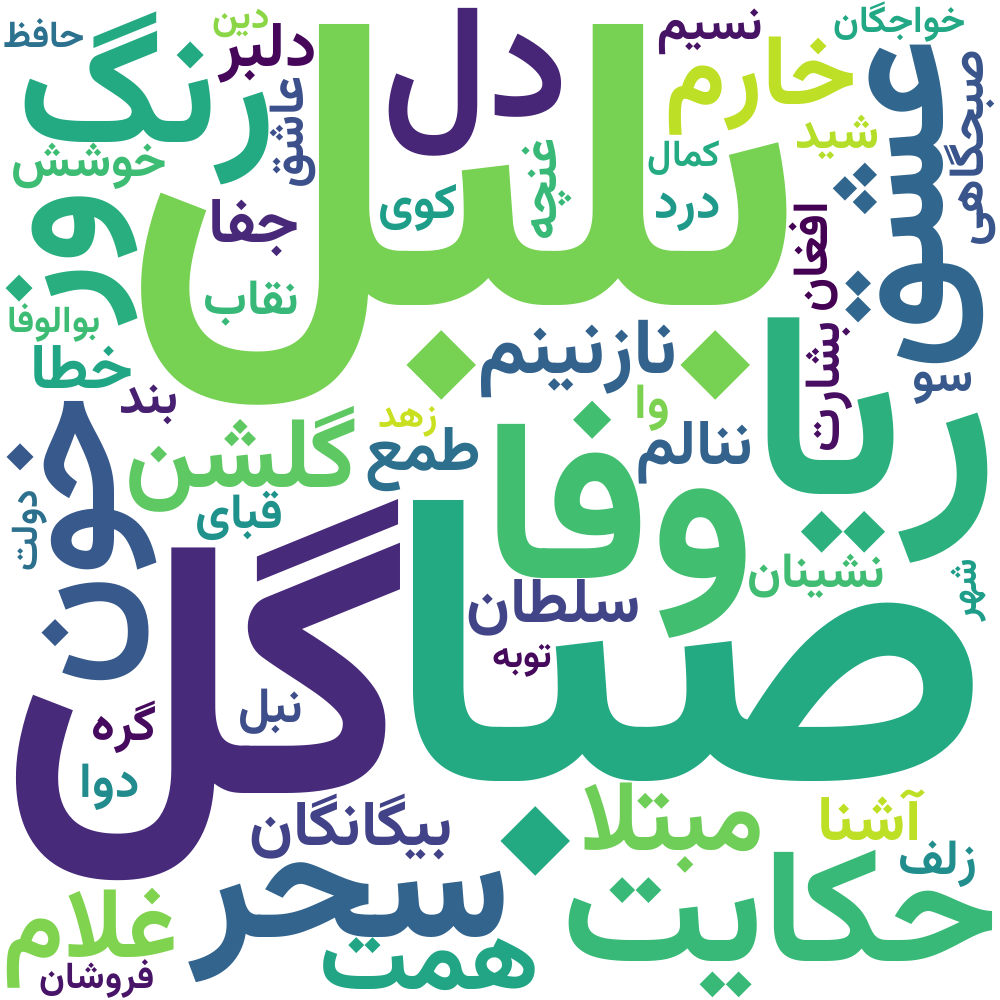 خواجگان
نسیم
دین
حافظ
دلبر
دل
خارم
عشق
صبحگاهی
رنگ
عاشق
بلبل
شید
کمال
غنچه
خوشش
درد
کوی
جفا
روز
افغان
نقاب
بوالوفا
بشارت
نازنینم
خطا
سو
بند
وا
زهد
ننالم
طمع
گلشن
ریا
وفا
خون
قبای
دولت
نشینان
شهر
سلطان
توبه
صبا
گل
نبل
گره
دوا
آشنا
مبتلا
بیگانگان
زلف
حکایت
سحر
غلام
همت
فروشان